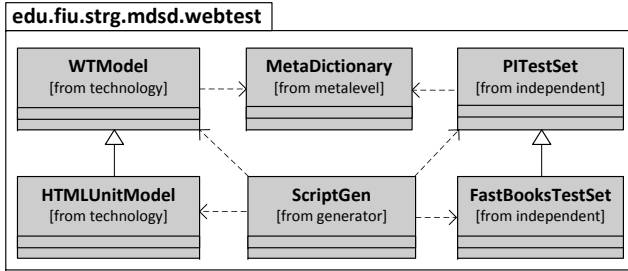 edu.fiu.strg.mdsd.webtest
WTModel
[from technology]
MetaDictionary
[from metalevel]
PITestSet
[from independent]
HTMLUnitModel
[from technology]
ScriptGen
[from generator]
FastBooksTestSet
[from independent]